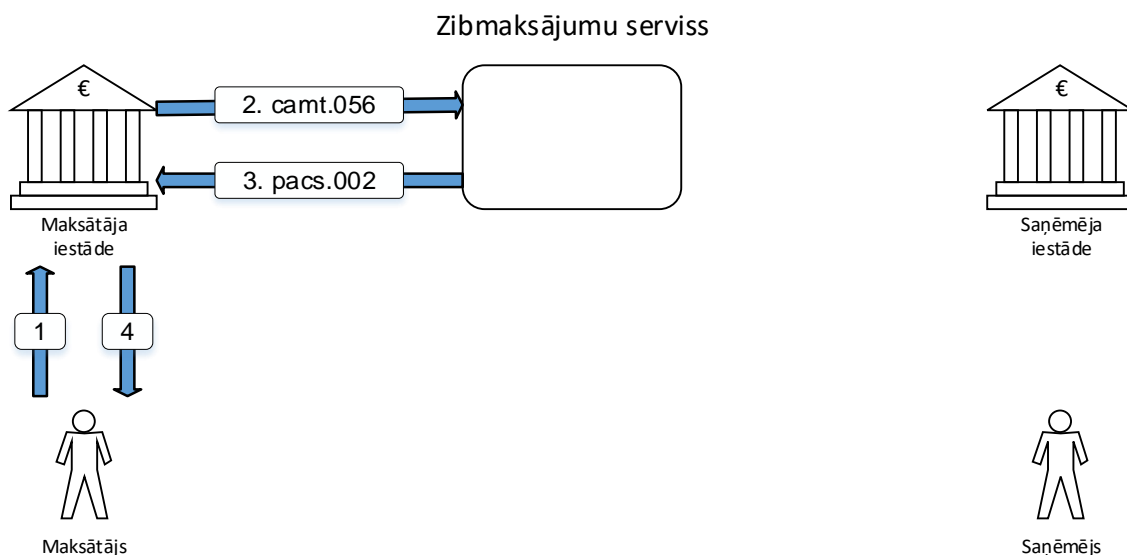 Zibmaksājumu serviss
€
2. camt.056
€
3. pacs.002
Maksātāja
iestāde
Saņēmēja
iestāde
1
4
Maksātājs
Saņēmējs